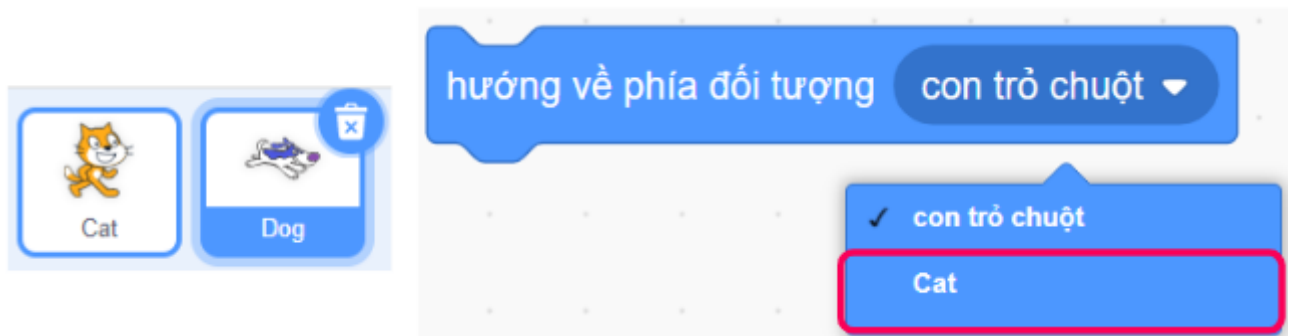 Cat
Dog
hướng về phía đối tượng con trỏ chuột
con trỏ chuột
Cat